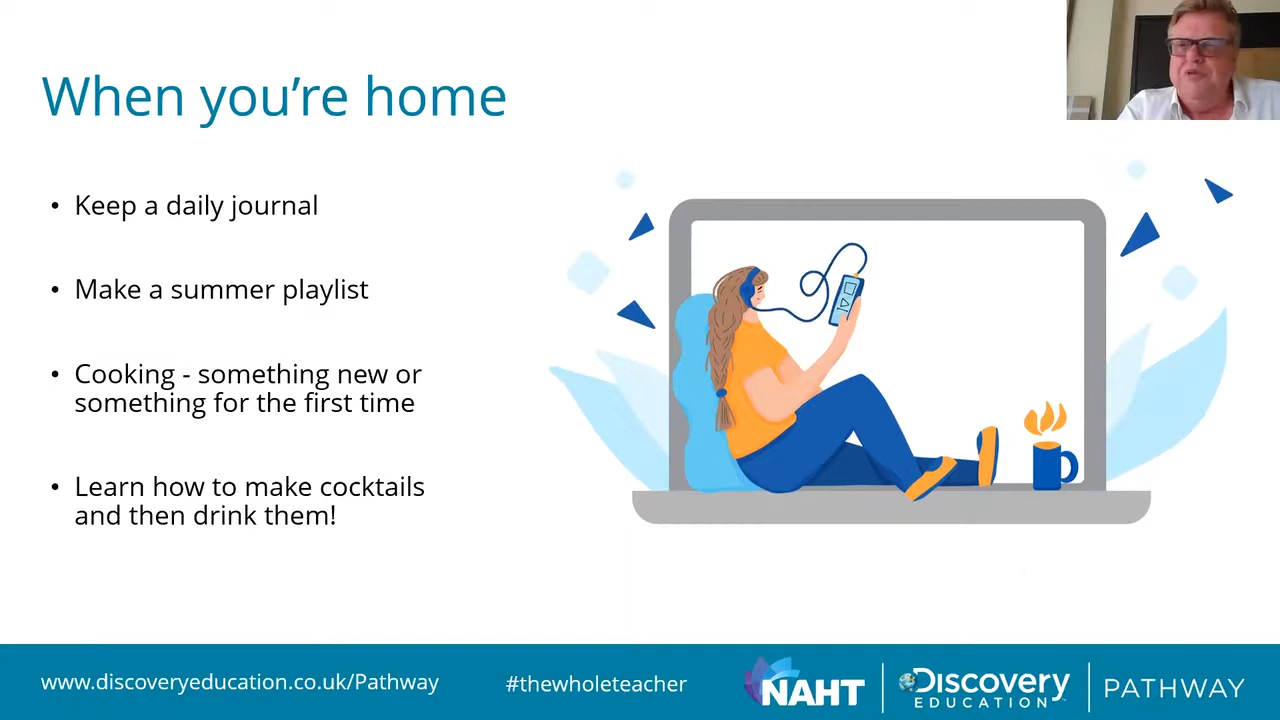 When you're home
• Keep a daily journal
• Make a summer playlist
• Cooking - something new or
something for the first time
• Learn how to make cocktails
and then drink them!
www.discoveryeducation.co.uk/Pathway
#thewholeteacher
NAHT
Discovery
EDUCATION
PATHWAY